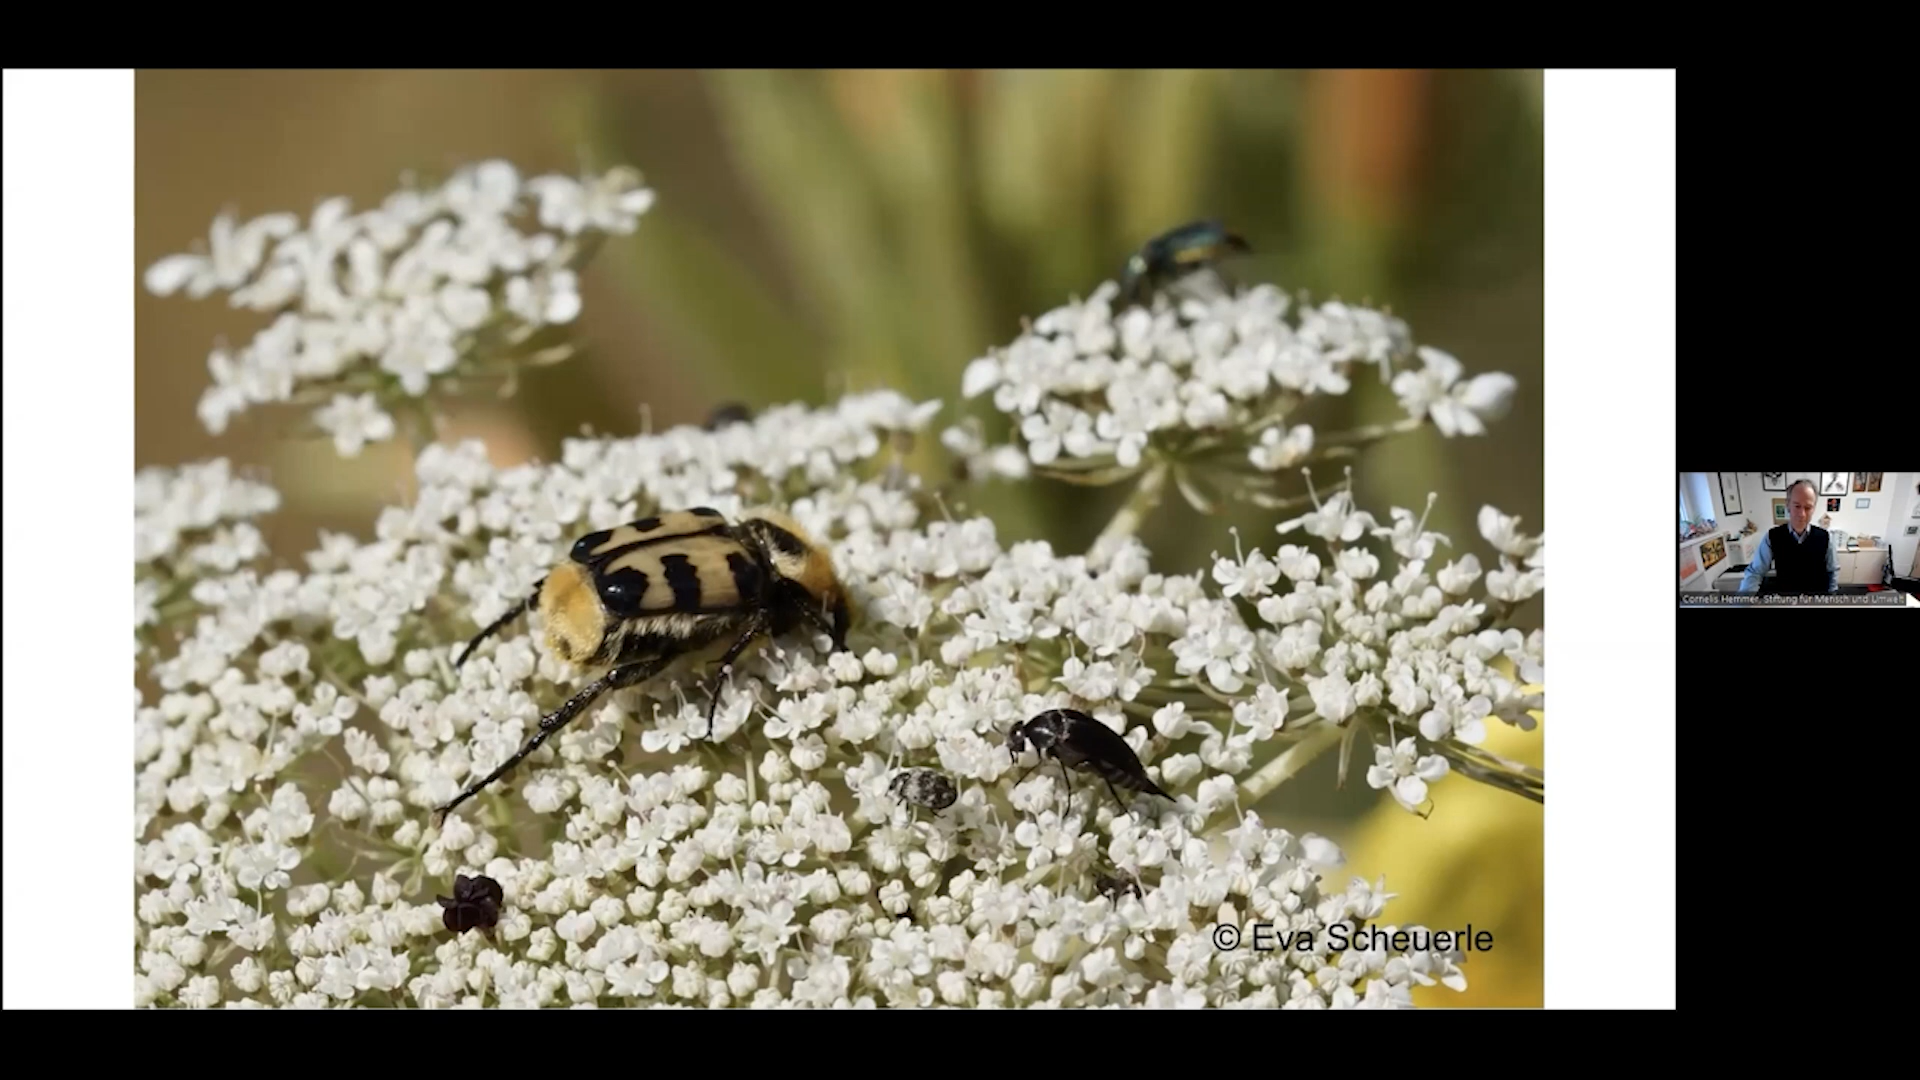 © Eva Scheuerle
Cornelis Hemmer, Stiftung für Mensch und Umwelt